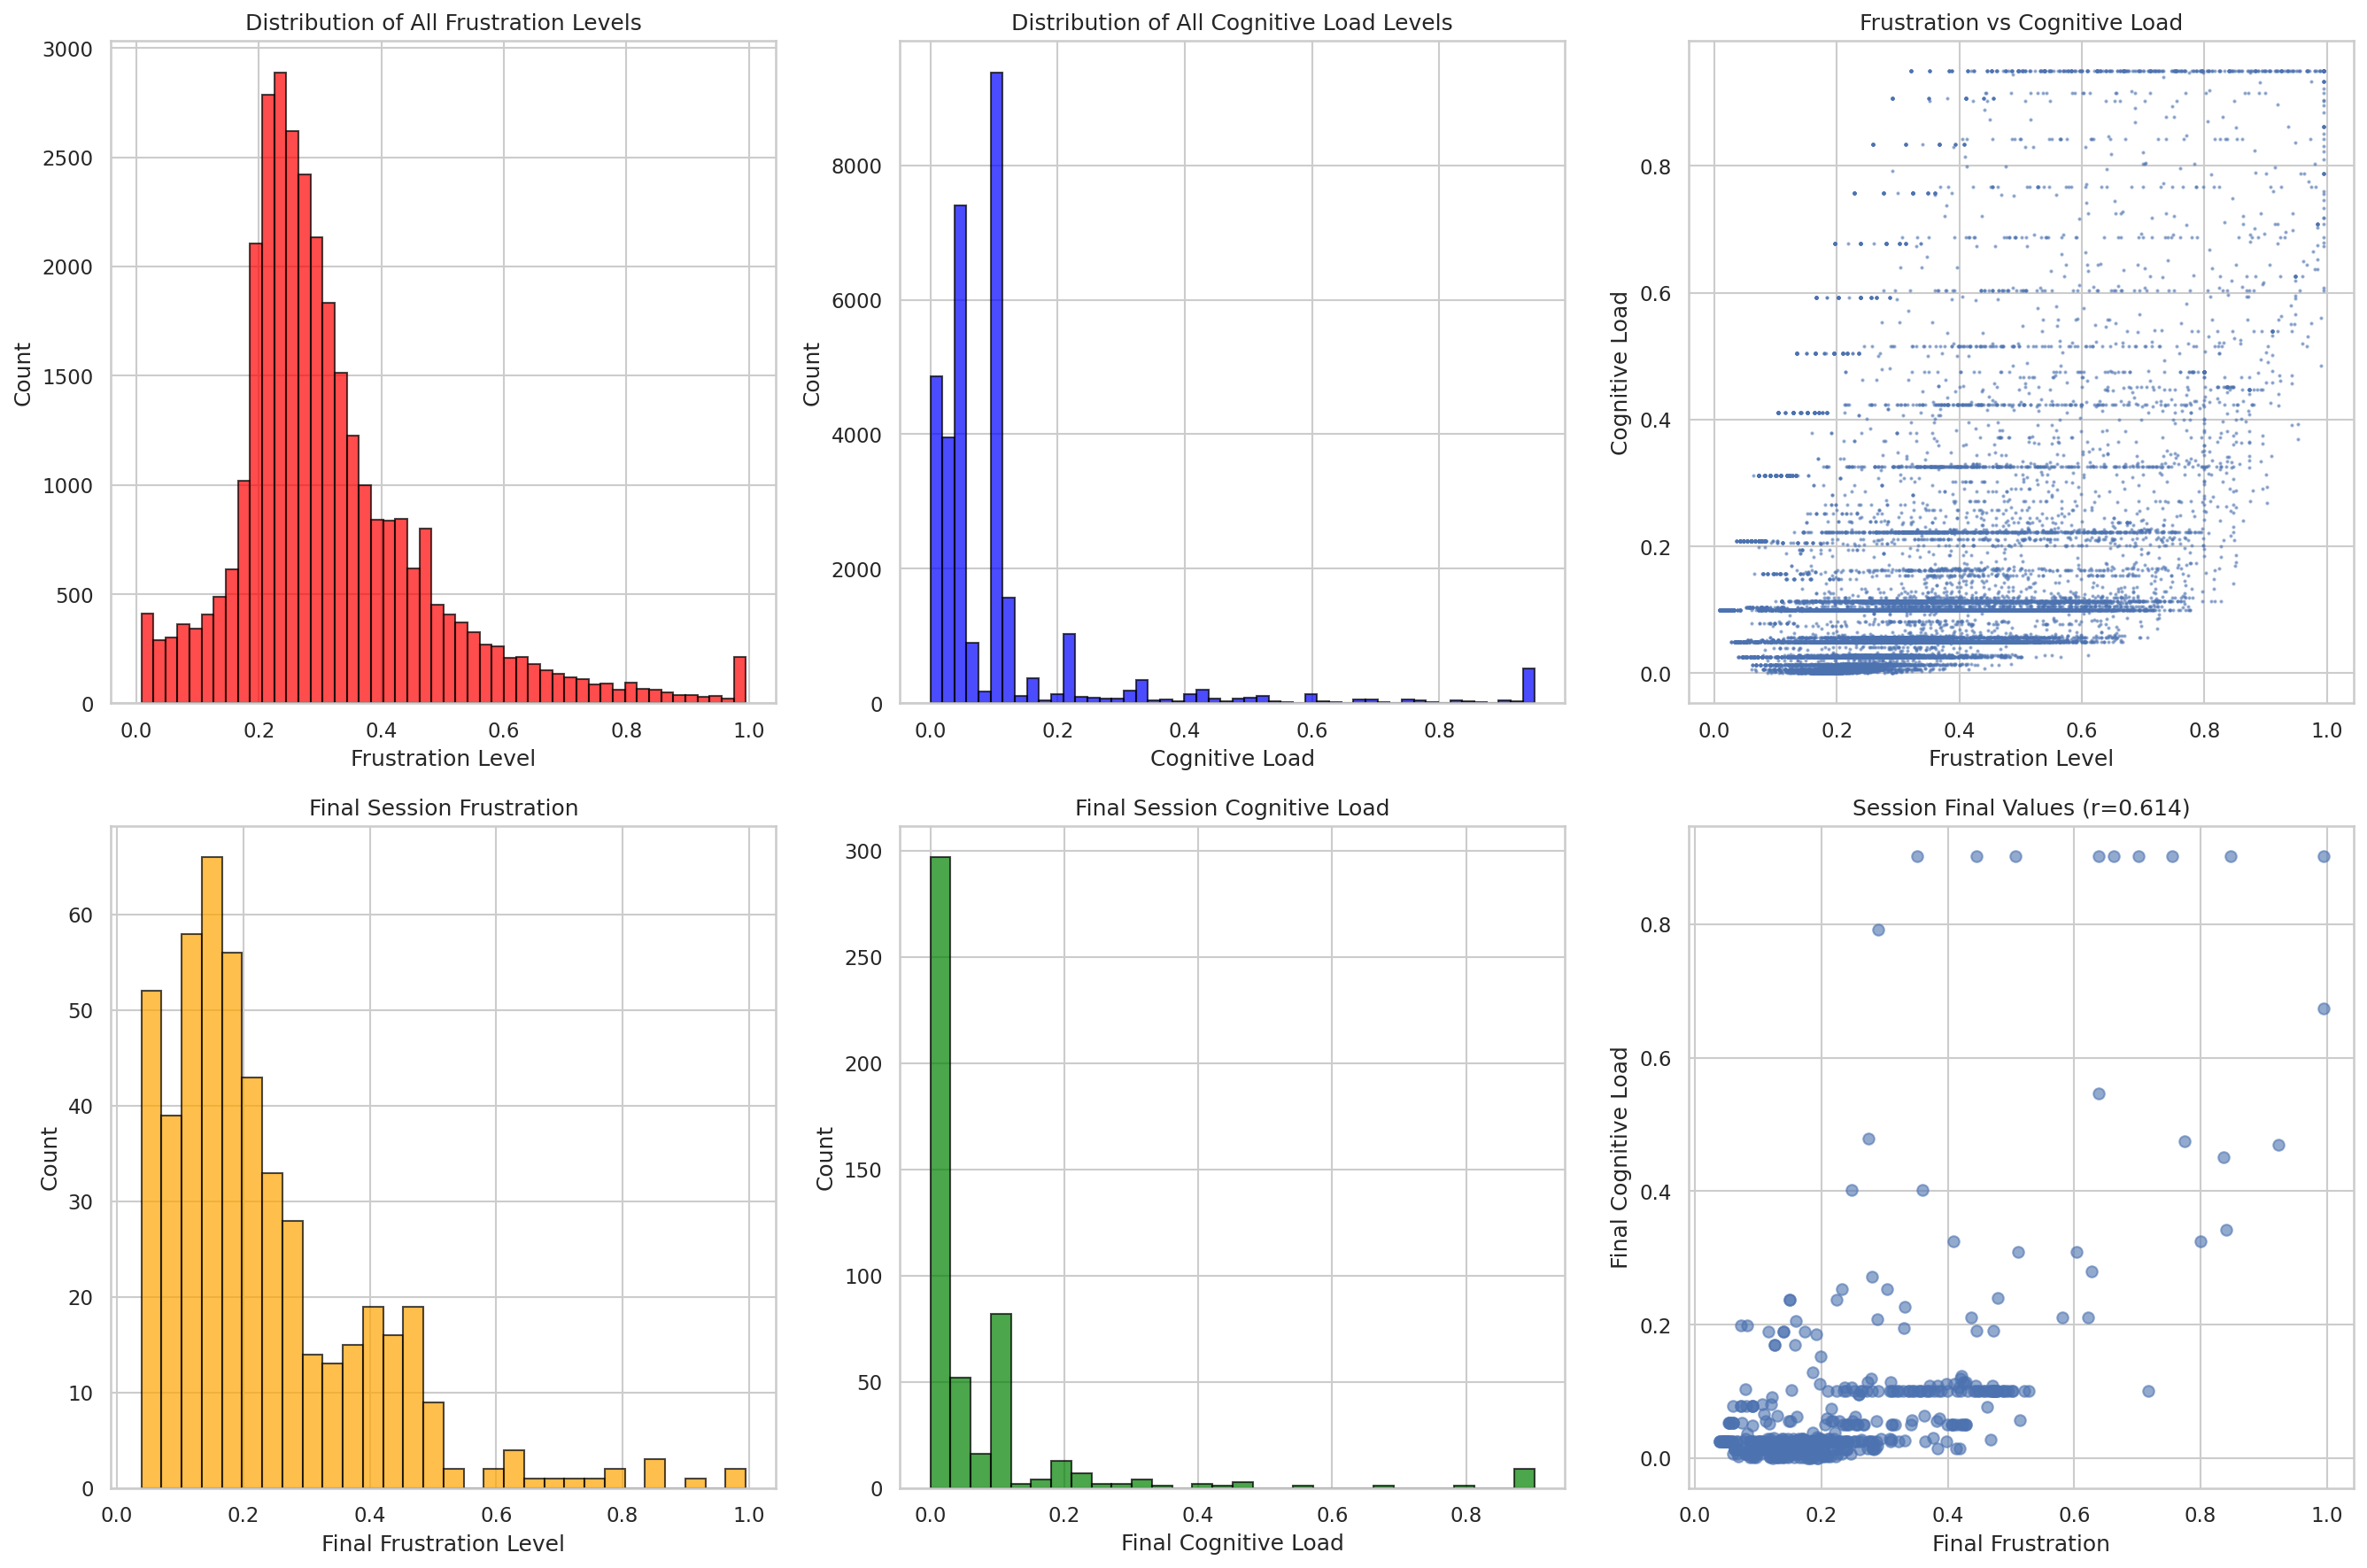 Distribution of All Frustration Levels
3000
2500
2000
1500
1000
500
0
Count
0.0 0.2 0.4 0.6 0.8 1.0
Frustration Level
Distribution of All Cognitive Load Levels
8000
6000
4000
2000
0
Count
0.0 0.2 0.4 0.6 0.8
Cognitive Load
Frustration vs Cognitive Load
0.8
0.6
0.4
0.2
0.0
Cognitive Load
0.0 0.2 0.4 0.6 0.8 1.0
Frustration Level
Final Session Frustration
60
50
40
30
20
10
0
Count
0.0 0.2 0.4 0.6 0.8 1.0
Final Frustration Level
Final Session Cognitive Load
300
250
200
150
100
50
0
Count
0.0 0.2 0.4 0.6 0.8
Final Cognitive Load
Session Final Values (r=0.614)
0.8
0.6
0.4
0.2
0.0
Final Cognitive Load
0.0 0.2 0.4 0.6 0.8 1.0
Final Frustration